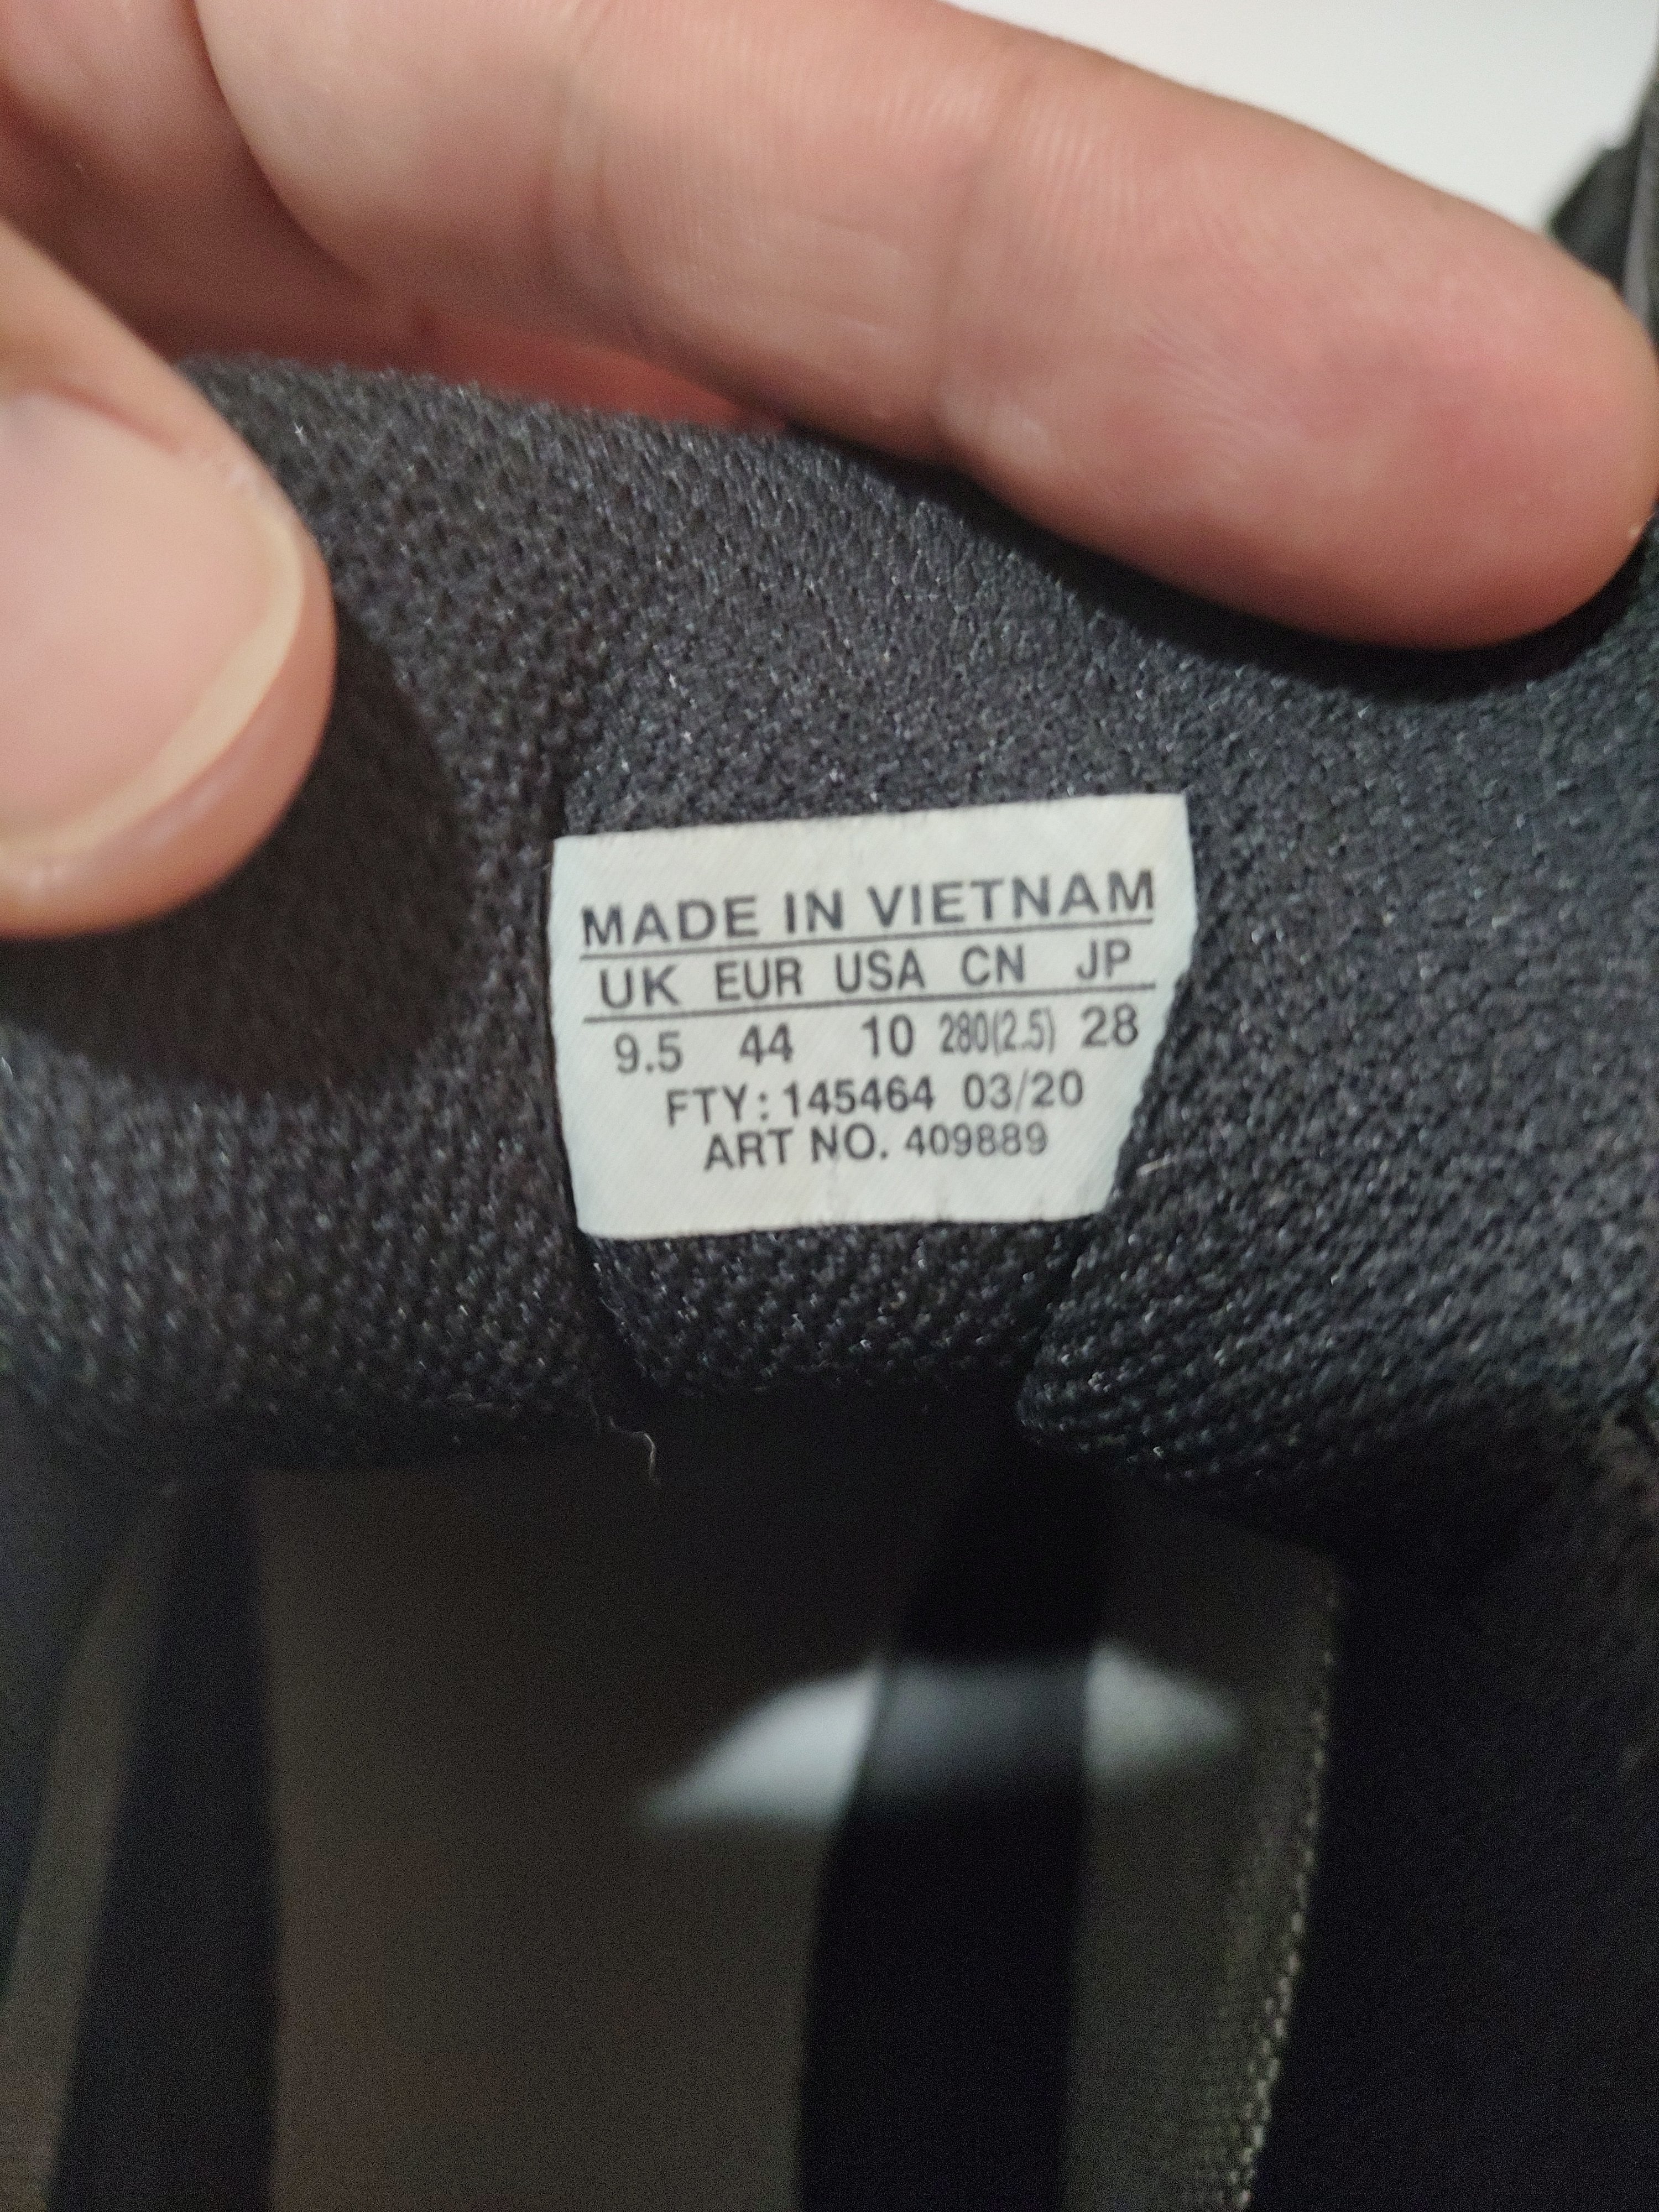 MADE IN VIETNAM
UK EUR USA CN JP
9.5 44 10 280(2.5) 28
FTY: 145464 03/20
ART NO. 409889